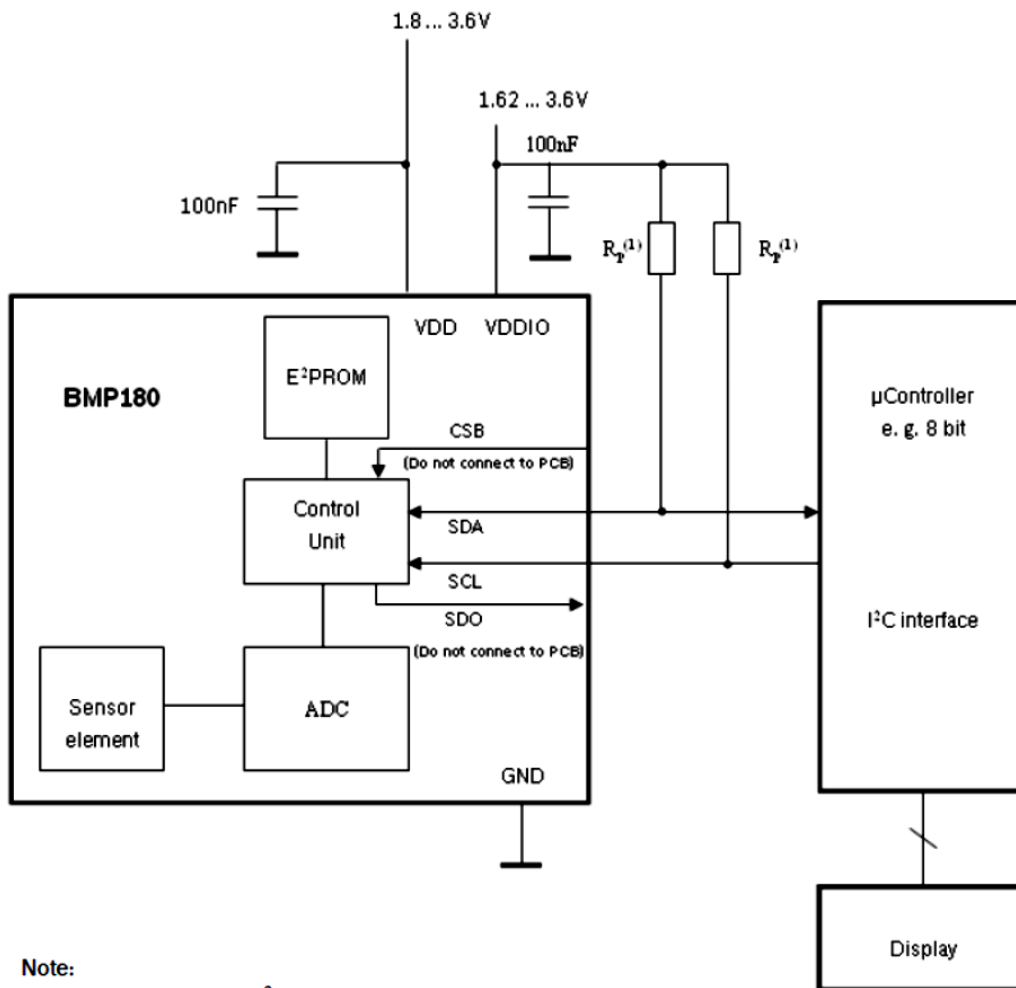 1.8 ... 3.6V
1.62 ... 3.6V
100nF
100nF
Rp(1)
Rp(1)
VDD
VDDIO
E²PROM
BMP180
µController
e. g. 8 bit
CSB
(Do not connect to PCB)
Control
Unit
SDA
SCL
SDO
(Do not connect to PCB)
I²C interface
Sensor
element
ADC
GND
Display
Note: